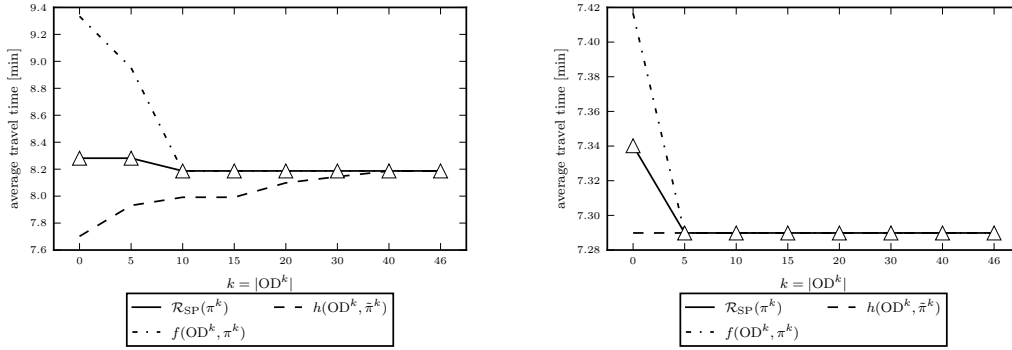 9.4
9.2
9.0
8.8
8.6
8.4
8.2
8.0
7.8
7.6
average travel time [min]
0 5 10 15 20 30 40 46
k = |OD^k|
R_SP(π^k)
h(OD^k, π̃^k)
f(OD^k, π^k)
7.42
7.40
7.38
7.36
7.34
7.32
7.30
7.28
average travel time [min]
0 5 10 15 20 30 40 46
k = |OD^k|
R_SP(π^k)
h(OD^k, π̃^k)
f(OD^k, π^k)